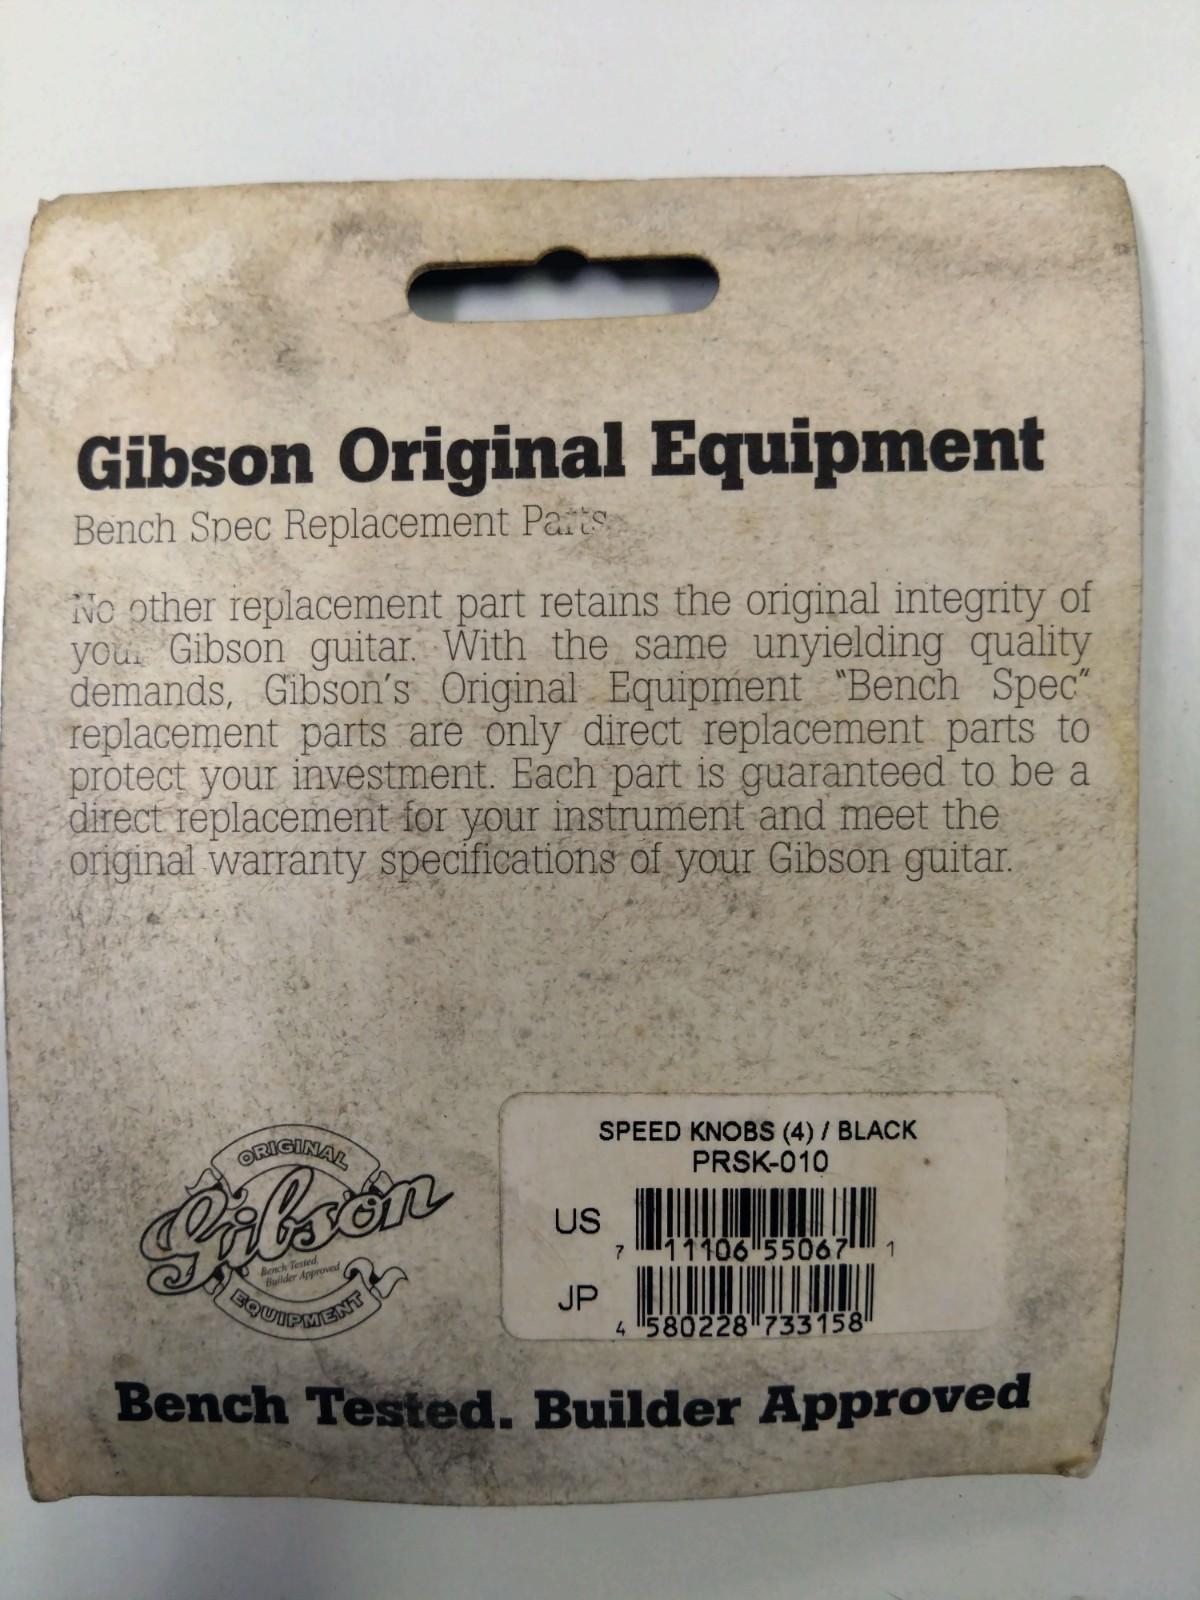 Gibson Original Equipment
Bench Spec Replacement Parts
No other replacement part retains the original integrity of
your Gibson guitar. With the same unyielding quality
demands, Gibson's Original Equipment "Bench Spec"
replacement parts are only direct replacement parts to
protect your investment. Each part is guaranteed to be a
direct replacement for your instrument and meet the
original warranty specifications of your Gibson guitar.
ORIGINAL
Gibson
Bench Tested.
Builder Approved
EQUIPMENT
SPEED KNOBS (4) / BLACK
PRSK-010
US
7 11106 55067 1
JP
4 580228 733158
Bench Tested. Builder Approved